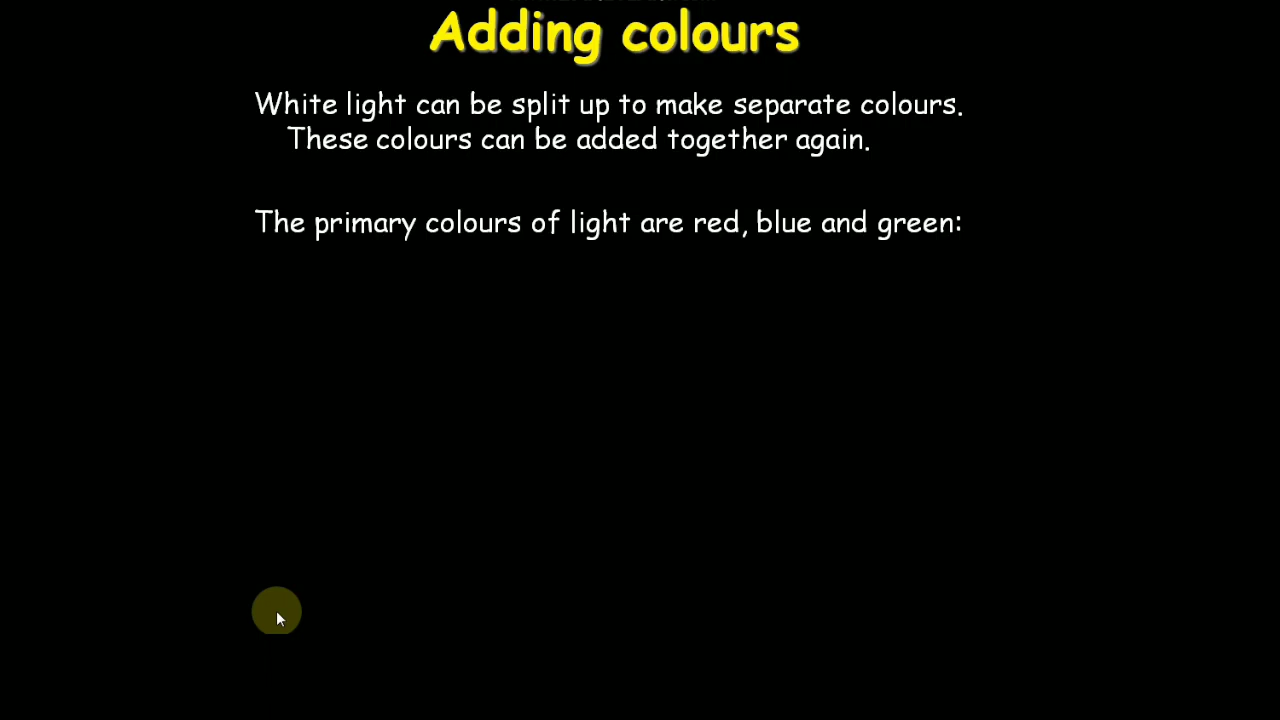 Adding colours
White light can be split up to make separate colours.
These colours can be added together again.
The primary colours of light are red, blue and green: